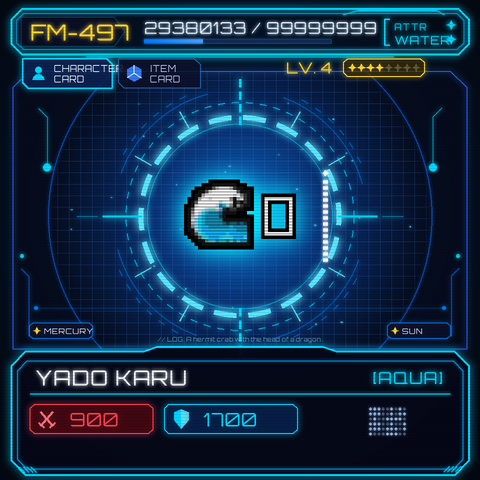 FM-497
29380133 / 99999999
ATTR
WATER
CHARACTER
CARD
ITEM
CARD
LV. 4
MERCURY
SUN
// LOG: A hermit crab with the head of a dragon.
YADO KARU
[AQUA]
900
1700